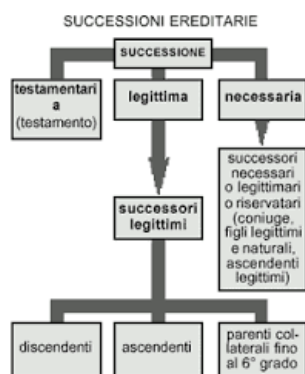 SUCCESSIONI EREDITARIE
SUCCESSIONE
testamentari
a
(testamento)
legittima
necessaria
successori
necessari
o legittimari
o riservatari
(coniuge,
figli legittimi
e naturali,
ascendenti
legittimi)
successori
legittimi
discendenti
ascendenti
parenti col-
laterali fino
al 6° grado